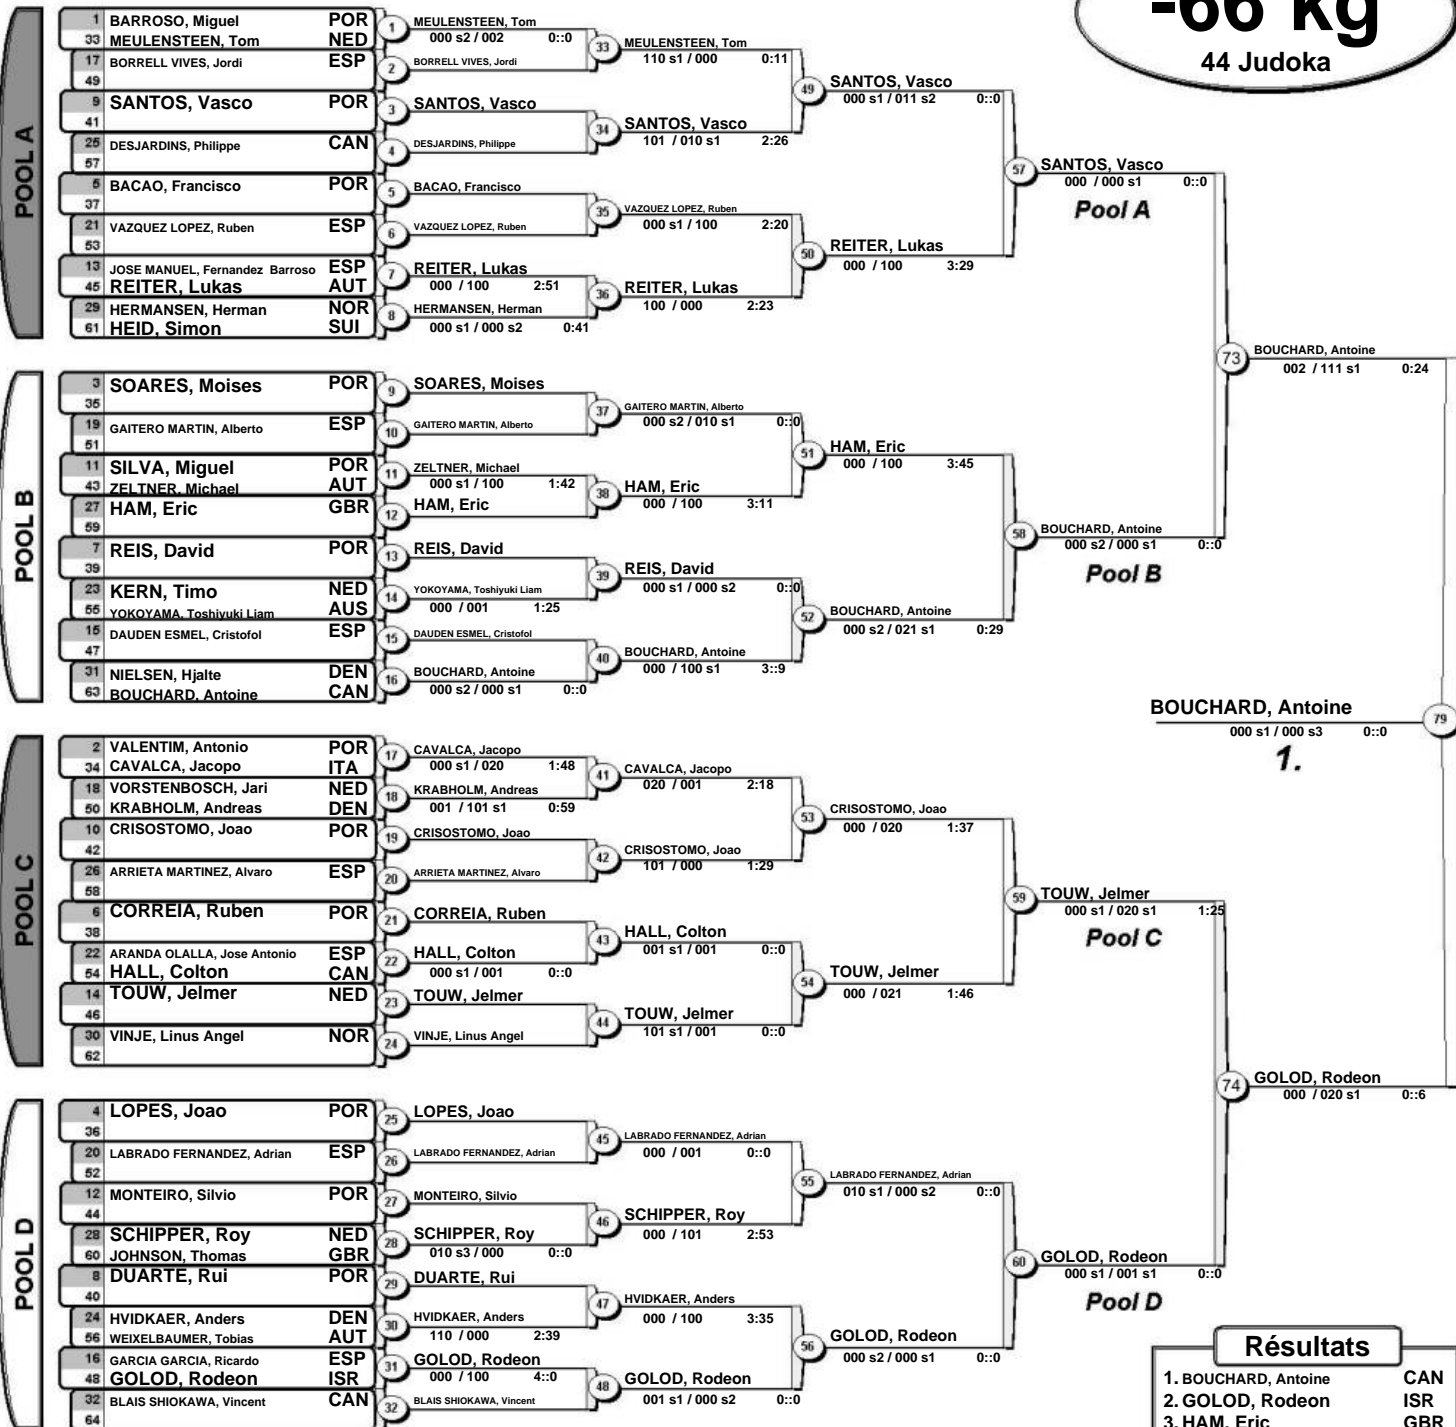 -66 kg
44 Judoka
POOL A
1 BARROSO, Miguel POR
33 MEULENSTEEN, Tom NED
17 BORRELL VIVES, Jordi ESP
49
9 SANTOS, Vasco POR
41
25 DESJARDINS, Philippe CAN
57
5 BACAO, Francisco POR
37
21 VAZQUEZ LOPEZ, Ruben ESP
53
13 JOSE MANUEL, Fernandez Barroso ESP
45 REITER, Lukas AUT
29 HERMANSEN, Herman NOR
61 HEID, Simon SUI
1 MEULENSTEEN, Tom
000 s2 / 002 0::0
2 BORRELL VIVES, Jordi
3 SANTOS, Vasco
4 DESJARDINS, Philippe
5 BACAO, Francisco
6 VAZQUEZ LOPEZ, Ruben
7 REITER, Lukas
000 / 100 2:51
8 HERMANSEN, Herman
000 s1 / 000 s2 0:41
33 MEULENSTEEN, Tom
110 s1 / 000 0:11
34 SANTOS, Vasco
101 / 010 s1 2:26
35 VAZQUEZ LOPEZ, Ruben
000 s1 / 100 2:20
36 REITER, Lukas
100 / 000 2:23
49 SANTOS, Vasco
000 s1 / 011 s2 0::0
50 REITER, Lukas
000 / 100 3:29
57 SANTOS, Vasco
000 / 000 s1 0::0
Pool A
POOL B
3 SOARES, Moises POR
35
19 GAITERO MARTIN, Alberto ESP
51
11 SILVA, Miguel POR
43 ZELTNER, Michael AUT
27 HAM, Eric GBR
59
7 REIS, David POR
39
23 KERN, Timo NED
55 YOKOYAMA, Toshiyuki Liam AUS
15 DAUDEN ESMEL, Cristofol ESP
47
31 NIELSEN, Hjalte DEN
63 BOUCHARD, Antoine CAN
9 SOARES, Moises
10 GAITERO MARTIN, Alberto
11 ZELTNER, Michael
000 s1 / 100 1:42
12 HAM, Eric
13 REIS, David
14 YOKOYAMA, Toshiyuki Liam
000 / 001 1:25
15 DAUDEN ESMEL, Cristofol
16 BOUCHARD, Antoine
000 s2 / 000 s1 0::0
37 GAITERO MARTIN, Alberto
000 s2 / 010 s1 0::0
38 HAM, Eric
000 / 100 3:11
39 REIS, David
000 s1 / 000 s2 0::0
40 BOUCHARD, Antoine
000 / 100 s1 3::9
51 HAM, Eric
000 / 100 3:45
52 BOUCHARD, Antoine
000 s2 / 021 s1 0:29
58 BOUCHARD, Antoine
000 s2 / 000 s1 0::0
Pool B
73 BOUCHARD, Antoine
002 / 111 s1 0:24
BOUCHARD, Antoine 79
000 s1 / 000 s3 0::0
1.
POOL C
2 VALENTIM, Antonio POR
34 CAVALCA, Jacopo ITA
18 VORSTENBOSCH, Jari NED
50 KRABHOLM, Andreas DEN
10 CRISOSTOMO, Joao POR
42
26 ARRIETA MARTINEZ, Alvaro ESP
58
6 CORREIA, Ruben POR
38
22 ARANDA OLALLA, Jose Antonio ESP
54 HALL, Colton CAN
14 TOUW, Jelmer NED
46
30 VINJE, Linus Angel NOR
62
17 CAVALCA, Jacopo
000 s1 / 020 1:48
18 KRABHOLM, Andreas
001 / 101 s1 0:59
19 CRISOSTOMO, Joao
20 ARRIETA MARTINEZ, Alvaro
21 CORREIA, Ruben
22 HALL, Colton
000 s1 / 001 0::0
23 TOUW, Jelmer
24 VINJE, Linus Angel
41 CAVALCA, Jacopo
020 / 001 2:18
42 CRISOSTOMO, Joao
101 / 000 1:29
43 HALL, Colton
001 s1 / 001 0::0
44 TOUW, Jelmer
101 s1 / 001 0::0
53 CRISOSTOMO, Joao
000 / 020 1:37
54 TOUW, Jelmer
000 / 021 1:46
59 TOUW, Jelmer
000 s1 / 020 s1 1:25
Pool C
POOL D
4 LOPES, Joao POR
36
20 LABRADO FERNANDEZ, Adrian ESP
52
12 MONTEIRO, Silvio POR
44
28 SCHIPPER, Roy NED
60 JOHNSON, Thomas GBR
8 DUARTE, Rui POR
40
24 HVIDKAER, Anders DEN
56 WEIXELBAUMER, Tobias AUT
16 GARCIA GARCIA, Ricardo ESP
48 GOLOD, Rodeon ISR
32 BLAIS SHIOKAWA, Vincent CAN
64
25 LOPES, Joao
26 LABRADO FERNANDEZ, Adrian
27 MONTEIRO, Silvio
28 SCHIPPER, Roy
010 s3 / 000 0::0
29 DUARTE, Rui
30 HVIDKAER, Anders
110 / 000 2:39
31 GOLOD, Rodeon
000 / 100 4::0
32 BLAIS SHIOKAWA, Vincent
45 LABRADO FERNANDEZ, Adrian
000 / 001 0::0
46 SCHIPPER, Roy
000 / 101 2:53
47 HVIDKAER, Anders
000 / 100 3:35
48 GOLOD, Rodeon
001 s1 / 000 s2 0::0
55 LABRADO FERNANDEZ, Adrian
010 s1 / 000 s2 0::0
56 GOLOD, Rodeon
000 s2 / 000 s1 0::0
60 GOLOD, Rodeon
000 s1 / 001 s1 0::0
Pool D
74 GOLOD, Rodeon
000 / 020 s1 0::6
Résultats
1. BOUCHARD, Antoine CAN
2. GOLOD, Rodeon ISR
3. HAM, Eric GBR